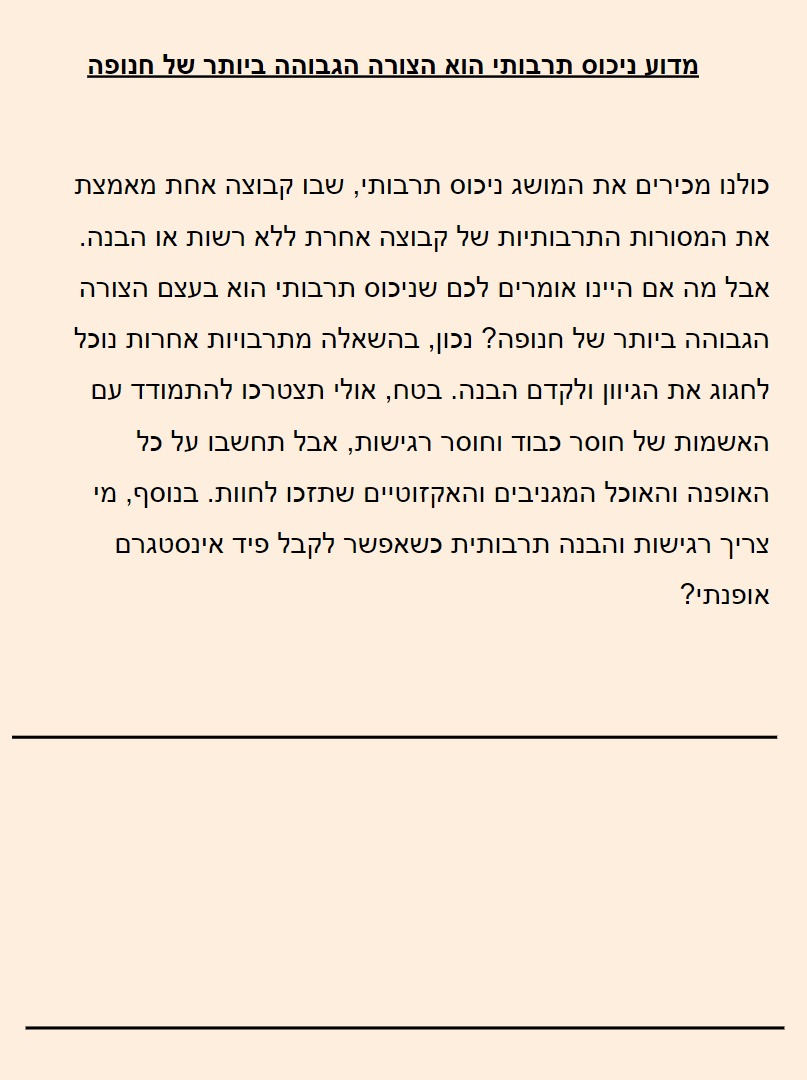 מדוע ניכוס תרבותי הוא הצורה הגבוהה ביותר של חנופה
כולנו מכירים את המושג ניכוס תרבותי, שבו קבוצה אחת מאמצת
את המסורות התרבותיות של קבוצה אחרת ללא רשות או הבנה.
אבל מה אם היינו אומרים לכם שניכוס תרבותי הוא בעצם הצורה
הגבוהה ביותר של חנופה? נכון, בהשאלה מתרבויות אחרות נוכל
לחגוג את הגיוון ולקדם הבנה. בטח, אולי תצטרכו להתמודד עם
האשמות של חוסר כבוד וחוסר רגישות, אבל תחשבו על כל
האופנה והאוכל המגניבים והאקזוטיים שתזכו לחוות. בנוסף, מי
צריך רגישות והבנה תרבותית כשאפשר לקבל פיד אינסטגרם
אופנתי?